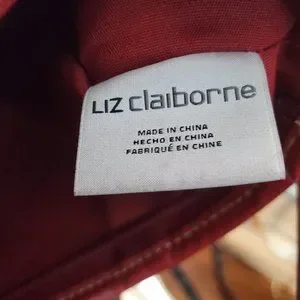 LIZ claiborne
MADE IN CHINA
HECHO EN CHINA
FABRIQUÉ EN CHINE